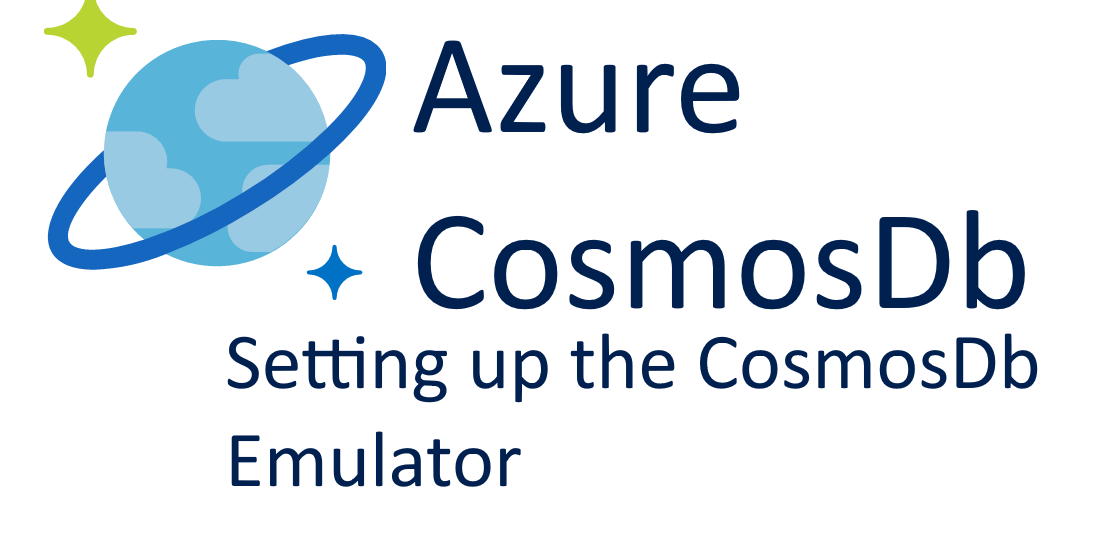 Azure
CosmosDb
Setting up the CosmosDb
Emulator